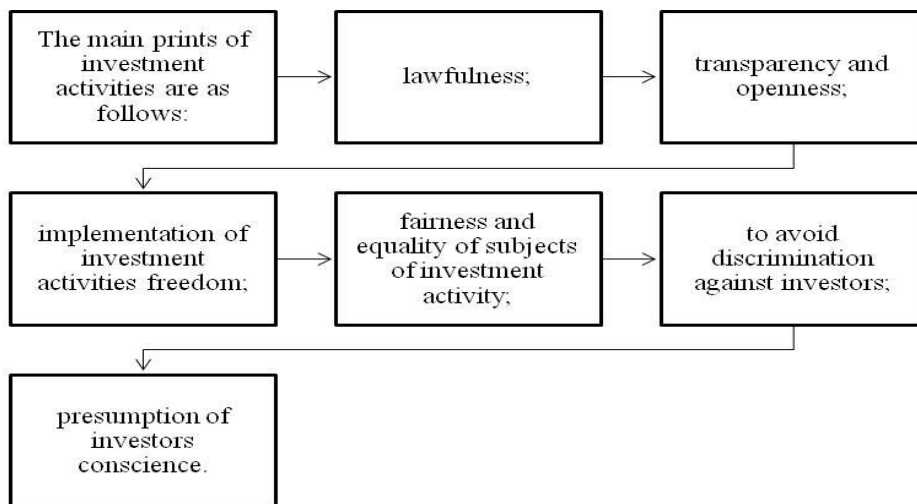 The main prints of
investment
activities are as
follows:
lawfulness;
transparency and
openness;
implementation of
investment
activities freedom;
fairness and
equality of subjects
of investment
activity;
to avoid
discrimination
against investors;
presumption of
investors
conscience.